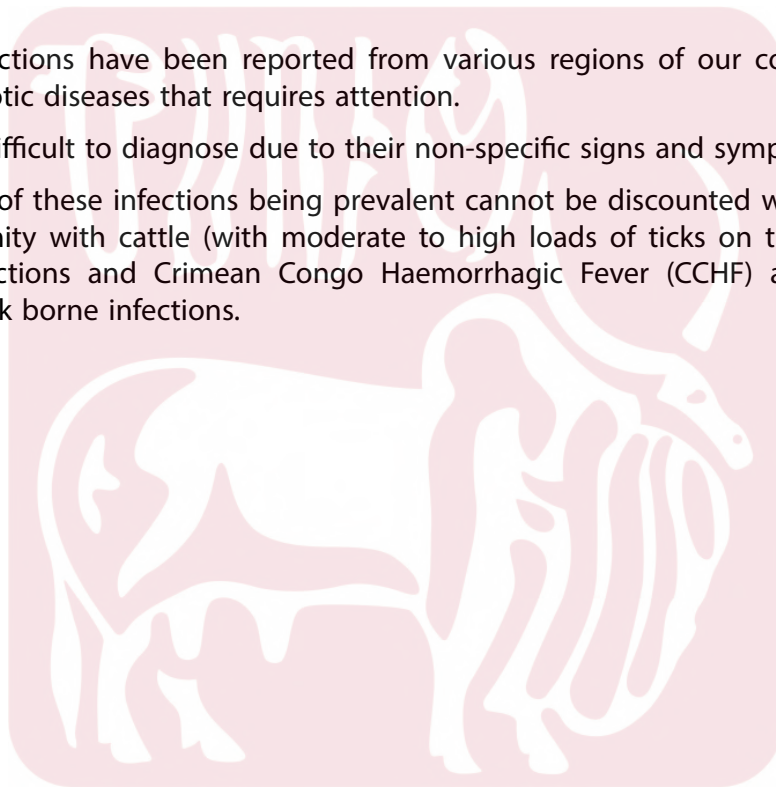 ctions have been reported from various regions of our co
otic diseases that requires attention.
fficult to diagnose due to their non-specific signs and symp
of these infections being prevalent cannot be discounted w
nity with cattle (with moderate to high loads of ticks on t
ctions and Crimean Congo Haemorrhagic Fever (CCHF) a
k borne infections.